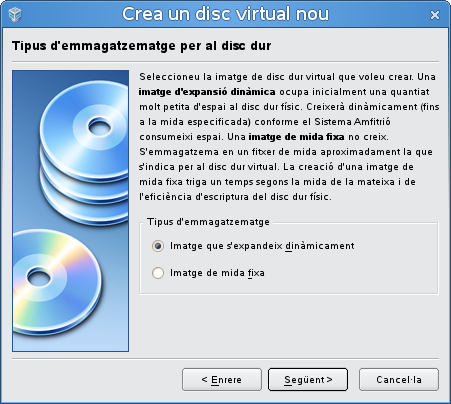 Crea un disc virtual nou
Tipus d'emmagatzematge per al disc dur
Seleccioneu la imatge de disc dur virtual que voleu crear. Una
imatge d'expansió dinàmica ocupa inicialment una quantiat
molt petita d'espai al disc dur físic. Creixerà dinàmicament (fins
a la mida especificada) conforme el Sistema Amfitrió
consumeixi espai. Una imatge de mida fixa no creix.
S'emmagatzema en un fitxer de mida aproximadament la que
s'indica per al disc dur virtual. La creació d'una imatge de
mida fixa triga un temps segons la mida de la mateixa i de
l'eficiència d'escriptura del disc dur físic.
Tipus d'emmagatzematge
Imatge que s'expandeix dinàmicament
Imatge de mida fixa
< Enrere Següent > Cancel·la